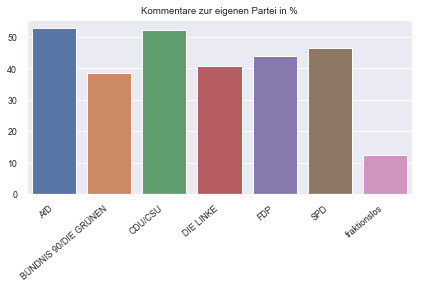 Kommentare zur eigenen Partei in %
50
40
30
20
10
0
AfD
BÜNDNIS 90/DIE GRÜNEN
CDU/CSU
DIE LINKE
FDP
SPD
fraktionslos